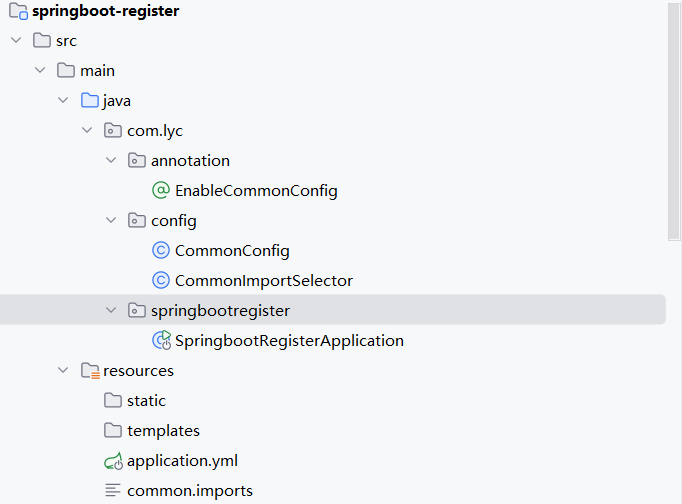 springboot-register
src
main
java
com.lyc
annotation
EnableCommonConfig
config
CommonConfig
CommonImportSelector
springbootregister
SpringbootRegisterApplication
resources
static
templates
application.yml
common.imports